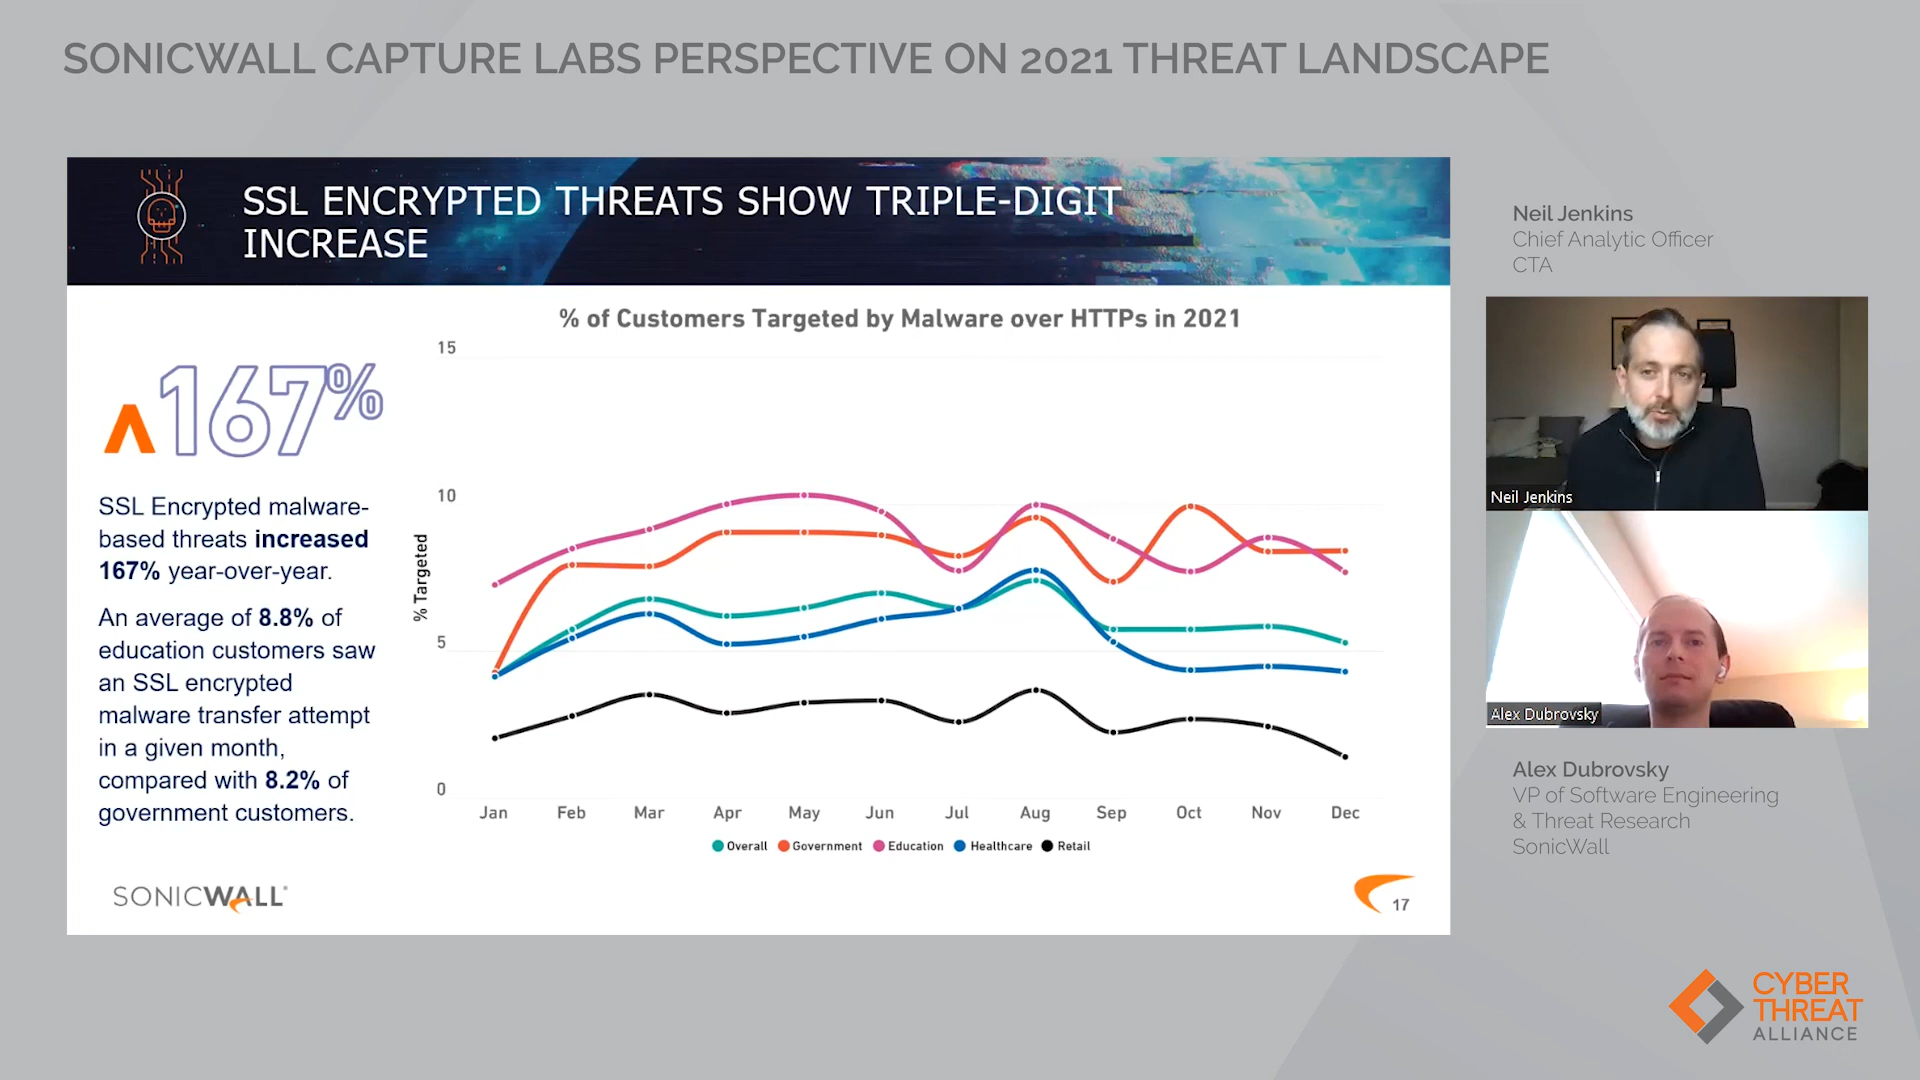 SONICWALL CAPTURE LABS PERSPECTIVE ON 2021 THREAT LANDSCAPE
SSL ENCRYPTED THREATS SHOW TRIPLE-DIGIT
INCREASE
167%
SSL Encrypted malware-
based threats increased
167% year-over-year.
An average of 8.8% of
education customers saw
an SSL encrypted
malware transfer attempt
in a given month,
compared with 8.2% of
government customers.
% of Customers Targeted by Malware over HTTPs in 2021
15
10
5
0
% Targeted
Jan Feb Mar Apr May Jun Jul Aug Sep Oct Nov Dec
Overall Government Education Healthcare Retail
SONICWALL®
17
Neil Jenkins
Chief Analytic Officer
CTA
Neil Jenkins
Alex Dubrovsky
Alex Dubrovsky
VP of Software Engineering
& Threat Research
SonicWall
CYBER
THREAT
ALLIANCE